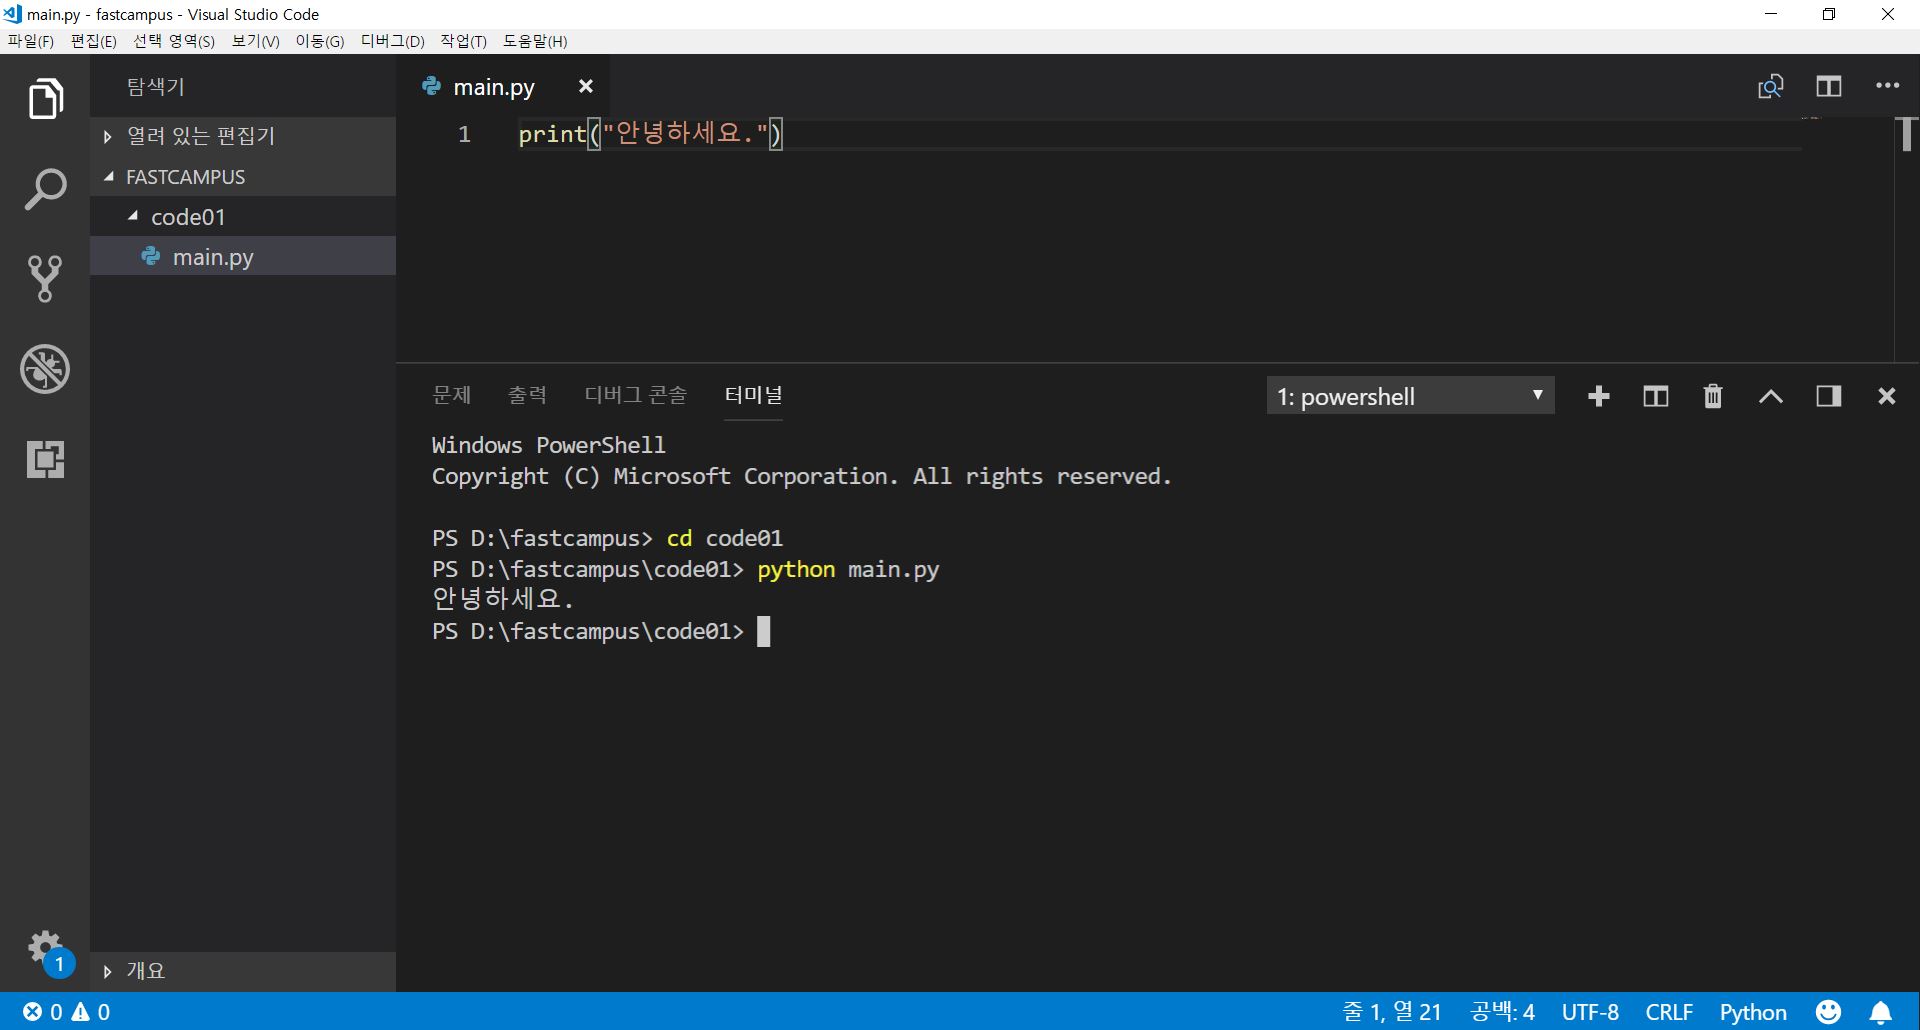 main.py - fastcampus - Visual Studio Code
파일(F) 편집(E) 선택 영역(S) 보기(V) 이동(G) 디버그(D) 작업(T) 도움말(H)
탐색기
열려 있는 편집기
FASTCAMPUS
code01
main.py
개요
main.py
1 print("안녕하세요.")
문제 출력 디버그 콘솔 터미널
1: powershell
Windows PowerShell
Copyright (C) Microsoft Corporation. All rights reserved.
PS D:\fastcampus> cd code01
PS D:\fastcampus\code01> python main.py
안녕하세요.
PS D:\fastcampus\code01>
1
0 0 줄 1, 열 21 공백: 4 UTF-8 CRLF Python